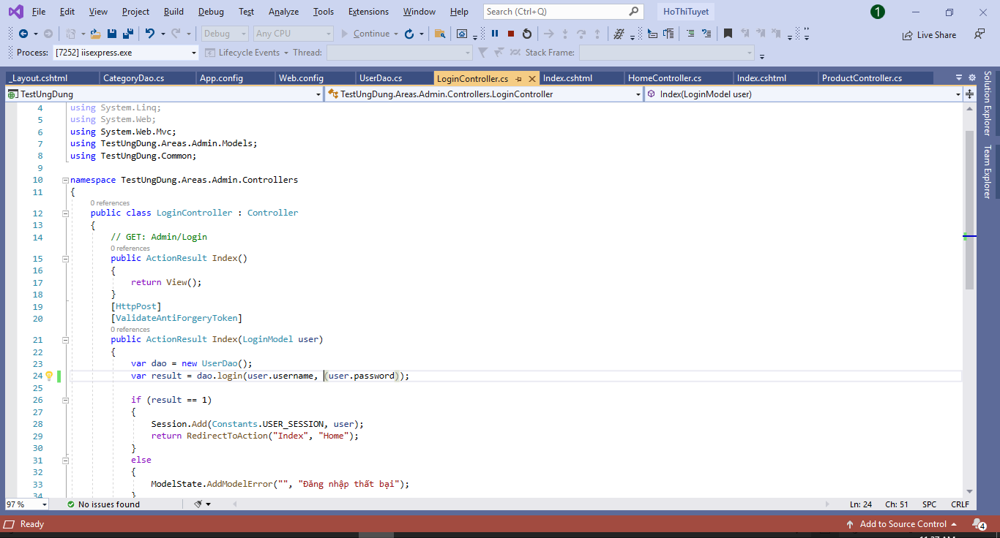 File Edit View Project Build Debug Test Analyze Tools Extensions Window Help Search (Ctrl+Q) HoThiTuyet 1
Debug Any CPU Continue Live Share
Process: [7252] iisexpress.exe Lifecycle Events Thread: Stack Frame:
_Layout.cshtml CategoryDao.cs App.config Web.config UserDao.cs LoginController.cs Index.cshtml HomeController.cs Index.cshtml ProductController.cs
TestUngDung TestUngDung.Areas.Admin.Controllers.LoginController Index(LoginModel user)
4 using System.Linq;
5 using System.Web;
6 using System.Web.Mvc;
7 using TestUngDung.Areas.Admin.Models;
8 using TestUngDung.Common;
9
10 namespace TestUngDung.Areas.Admin.Controllers
11 {
0 references
12 public class LoginController : Controller
13 {
14 // GET: Admin/Login
0 references
15 public ActionResult Index()
16 {
17 return View();
18 }
19 [HttpPost]
20 [ValidateAntiForgeryToken]
0 references
21 public ActionResult Index(LoginModel user)
22 {
23 var dao = new UserDao();
24 var result = dao.login(user.username, (user.password));
25
26 if (result == 1)
27 {
28 Session.Add(Constants.USER_SESSION, user);
29 return RedirectToAction("Index", "Home");
30 }
31 else
32 {
33 ModelState.AddModelError("", "Đăng nhập thất bại");
34 }
Solution Explorer
Team Explorer
97 % No issues found Ln: 24 Ch: 51 SPC CRLF
Ready Add to Source Control 4
11:37 AM